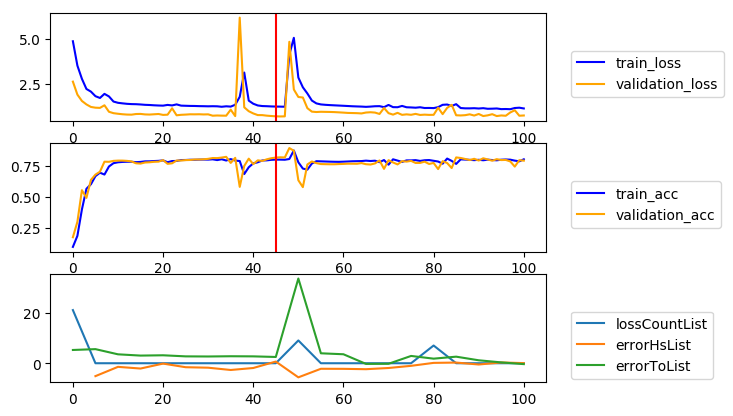 5.0
2.5
0 20 40 60 80 100
train_loss
validation_loss
0.75
0.50
0.25
0 20 40 60 80 100
train_acc
validation_acc
20
0
0 20 40 60 80 100
lossCountList
errorHsList
errorToList